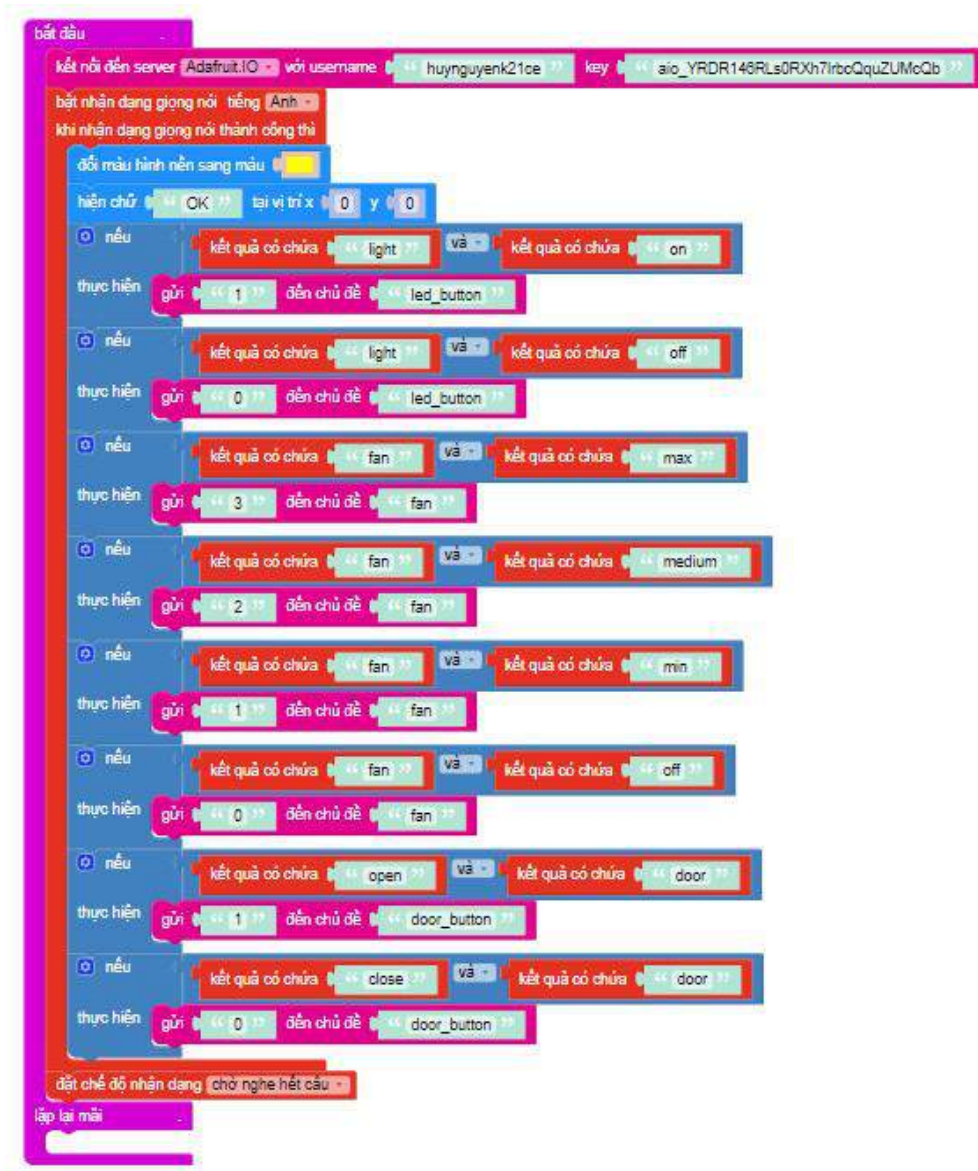 bắt đầu
kết nối đến server Adafruit.IO với username “ huynguyenk21ce ” key “ aio_YRDR146RLs0RXh7IrbcQquZUMcQb ”
bật nhận dạng giọng nói tiếng Anh
khi nhận dạng giọng nói thành công thì
đổi màu hình nền sang màu
hiện chữ “ OK ” tại vị trí x 0 y 0
nếu kết quả có chứa “ light ” và kết quả có chứa “ on ”
thực hiện gửi “ 1 ” đến chủ đề “ led_button ”
nếu kết quả có chứa “ light ” và kết quả có chứa “ off ”
thực hiện gửi “ 0 ” đến chủ đề “ led_button ”
nếu kết quả có chứa “ fan ” và kết quả có chứa “ max ”
thực hiện gửi “ 3 ” đến chủ đề “ fan ”
nếu kết quả có chứa “ fan ” và kết quả có chứa “ medium ”
thực hiện gửi “ 2 ” đến chủ đề “ fan ”
nếu kết quả có chứa “ fan ” và kết quả có chứa “ min ”
thực hiện gửi “ 1 ” đến chủ đề “ fan ”
nếu kết quả có chứa “ fan ” và kết quả có chứa “ off ”
thực hiện gửi “ 0 ” đến chủ đề “ fan ”
nếu kết quả có chứa “ open ” và kết quả có chứa “ door ”
thực hiện gửi “ 1 ” đến chủ đề “ door_button ”
nếu kết quả có chứa “ close ” và kết quả có chứa “ door ”
thực hiện gửi “ 0 ” đến chủ đề “ door_button ”
đặt chế độ nhận dạng chờ nghe hết câu
lặp lại mãi